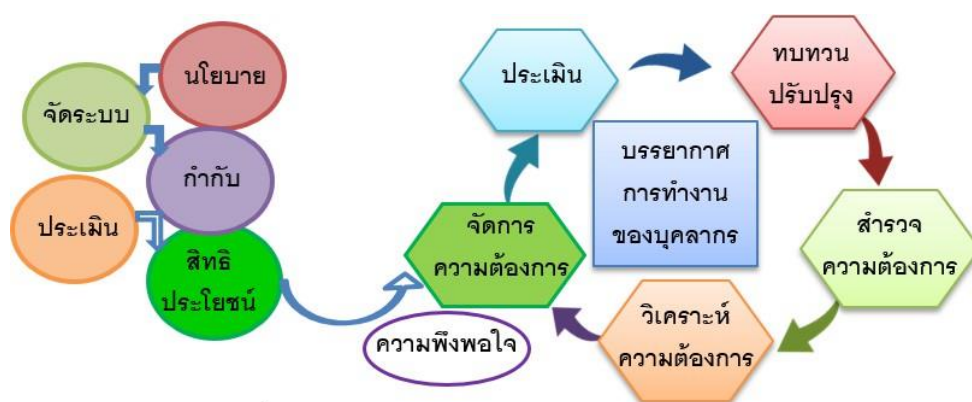 นโยบาย
จัดระบบ
กำกับ
ประเมิน
สิทธิ
ประโยชน์
ประเมิน
ทบทวน
ปรับปรุง
บรรยากาศ
การทำงาน
ของบุคลากร
จัดการ
ความต้องการ
สำรวจ
ความต้องการ
วิเคราะห์
ความต้องการ
ความพึงพอใจ